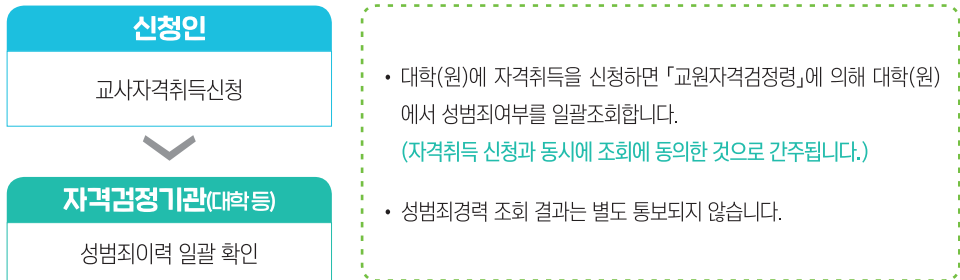 신청인
교사자격취득신청
자격검정기관(대학 등)
성범죄이력 일괄 확인
• 대학(원)에 자격취득을 신청하면 「교원자격검정령」에 의해 대학(원)
에서 성범죄여부를 일괄조회합니다.
(자격취득 신청과 동시에 조회에 동의한 것으로 간주됩니다.)
• 성범죄경력 조회 결과는 별도 통보되지 않습니다.